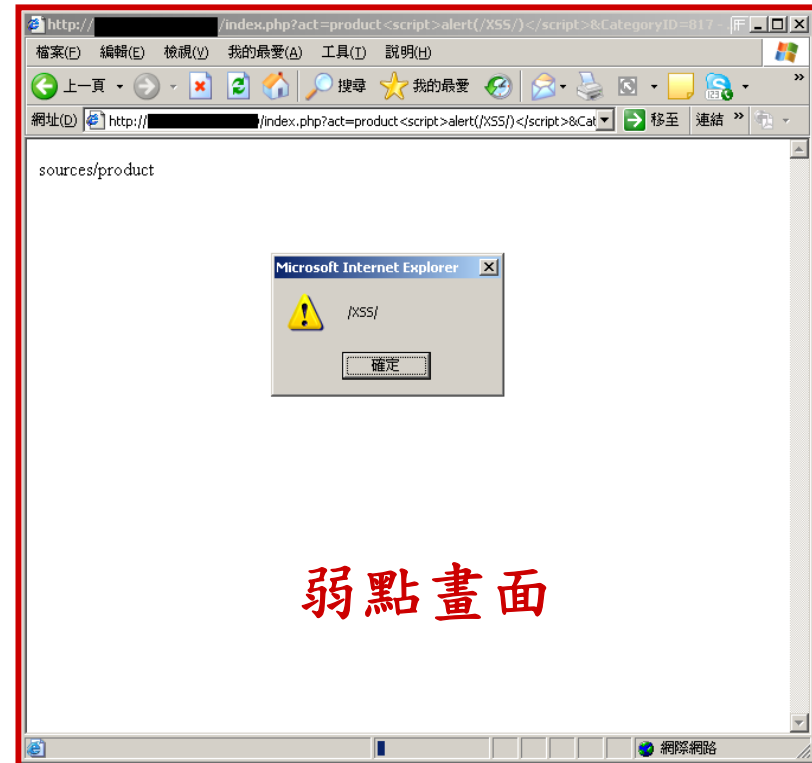 http://          /index.php?act=product<script>alert(/XSS/)</script>&CategoryID=817 -
檔案(F) 編輯(E) 檢視(V) 我的最愛(A) 工具(T) 說明(H)
上一頁 搜尋 我的最愛 »
網址(D) http://          /index.php?act=product<script>alert(/XSS/)</script>&Cat 移至 連結 »
sources/product
Microsoft Internet Explorer
/XSS/
確定
弱點畫面
網際網路